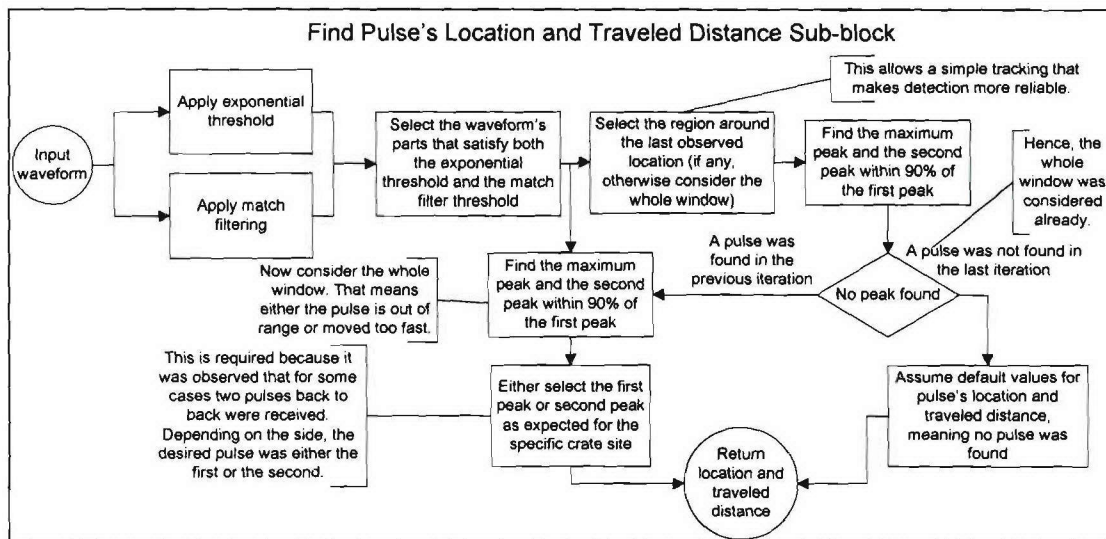 Find Pulse's Location and Traveled Distance Sub-block
This allows a simple tracking that
makes detection more reliable.
Input
waveform
Apply exponential
threshold
Apply match
filtering
Select the waveform's
parts that satisfy both
the exponential
threshold and the match
filter threshold
Select the region around
the last observed
location (if any,
otherwise consider the
whole window)
Find the maximum
peak and the second
peak within 90%
of the first peak
Hence, the
whole
window was
considered
already.
A pulse was
found in the
previous iteration
A pulse was not found in
the last iteration
No peak found
Now consider the whole
window. That means
either the pulse is out of
range or moved too fast.
Find the maximum
peak and the second
peak within 90% of
the first peak
This is required because it
was observed that for some
cases two pulses back to
back were received.
Depending on the side, the
desired pulse was either the
first or the second.
Either select the first
peak or second peak
as expected for the
specific crate site
Assume default values for
pulse's location and
traveled distance,
meaning no pulse was
found
Return
location and
traveled
distance